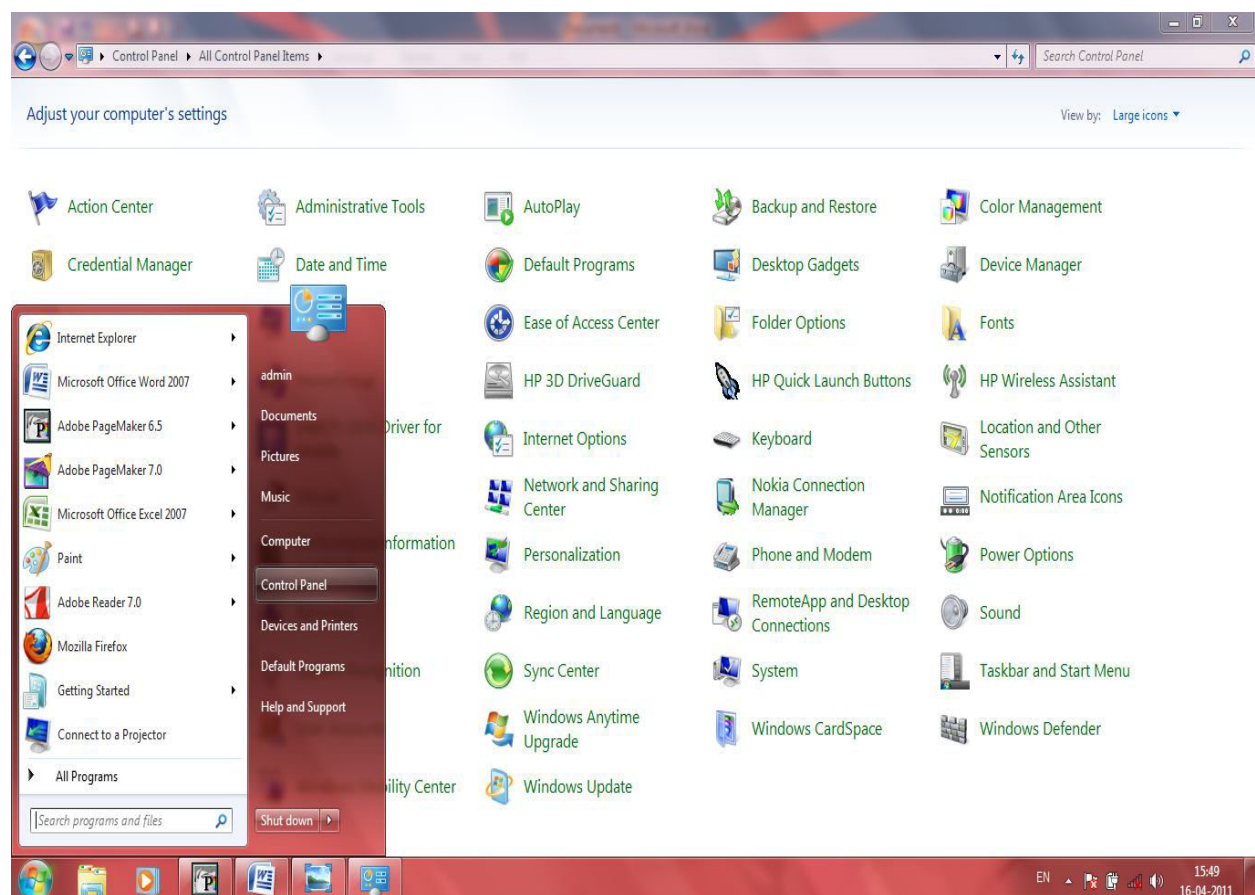 Control Panel ▸ All Control Panel Items ▸
Search Control Panel
Adjust your computer's settings
View by: Large icons
Action Center
Administrative Tools
AutoPlay
Backup and Restore
Color Management
Credential Manager
Date and Time
Default Programs
Desktop Gadgets
Device Manager
Ease of Access Center
Folder Options
Fonts
HP 3D DriveGuard
HP Quick Launch Buttons
HP Wireless Assistant
Driver for
Internet Options
Keyboard
Location and Other
Sensors
Network and Sharing
Center
Nokia Connection
Manager
Notification Area Icons
nformation
Personalization
Phone and Modem
Power Options
Region and Language
RemoteApp and Desktop
Connections
Sound
nition
Sync Center
System
Taskbar and Start Menu
Windows Anytime
Upgrade
Windows CardSpace
Windows Defender
ility Center
Windows Update
Internet Explorer
Microsoft Office Word 2007
Adobe PageMaker 6.5
Adobe PageMaker 7.0
Microsoft Office Excel 2007
Paint
Adobe Reader 7.0
Mozilla Firefox
Getting Started
Connect to a Projector
All Programs
Search programs and files
admin
Documents
Pictures
Music
Computer
Control Panel
Devices and Printers
Default Programs
Help and Support
Shut down
EN
15:49
16-04-2011